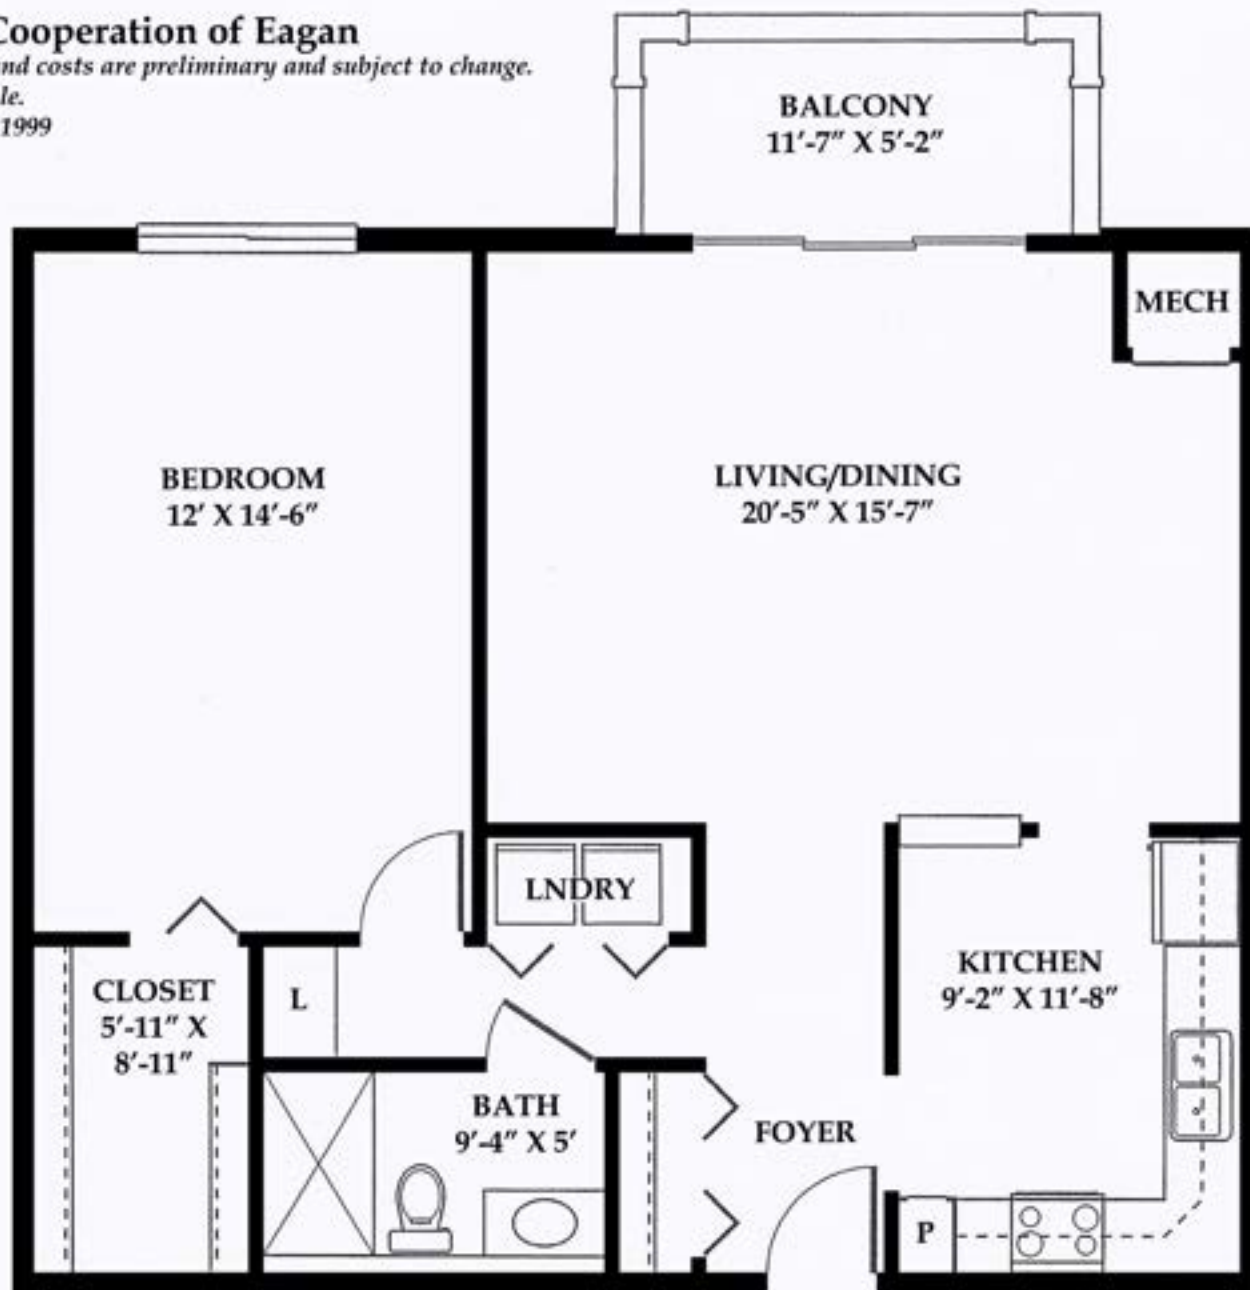 Cooperation of Eagan
and costs are preliminary and subject to change.
le.
1999
BALCONY
11'-7" X 5'-2"
MECH
BEDROOM
12' X 14'-6"
LIVING/DINING
20'-5" X 15'-7"
LNDRY
CLOSET
5'-11" X
8'-11"
L
KITCHEN
9'-2" X 11'-8"
BATH
9'-4" X 5'
FOYER
P